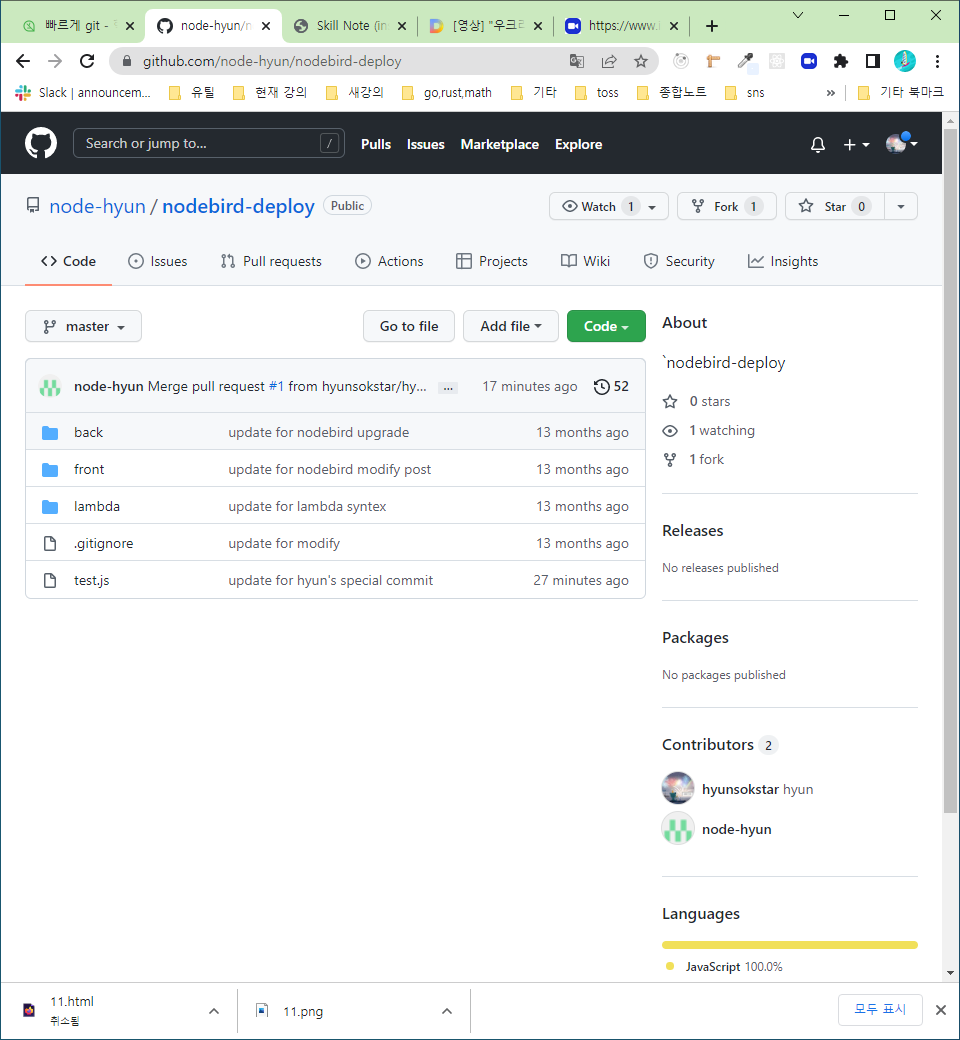 빠르게 git -
node-hyun/n
Skill Note (in
[영상] "우크라
https://www.
github.com/node-hyun/nodebird-deploy
Slack | announcem...
유틸
현재 강의
새강의
go,rust,math
기타
toss
종합노트
sns
»
기타 북마크
Search or jump to... /
Pulls
Issues
Marketplace
Explore
node-hyun / nodebird-deploy Public
Watch 1
Fork 1
Star 0
Code
Issues
Pull requests
Actions
Projects
Wiki
Security
Insights
master
Go to file
Add file
Code
node-hyun Merge pull request #1 from hyunsokstar/hy... ... 17 minutes ago 52
back update for nodebird upgrade 13 months ago
front update for nodebird modify post 13 months ago
lambda update for lambda syntex 13 months ago
.gitignore update for modify 13 months ago
test.js update for hyun's special commit 27 minutes ago
About
`nodebird-deploy
0 stars
1 watching
1 fork
Releases
No releases published
Packages
No packages published
Contributors 2
hyunsokstar hyun
node-hyun
Languages
JavaScript 100.0%
11.html
취소됨
11.png
모두 표시